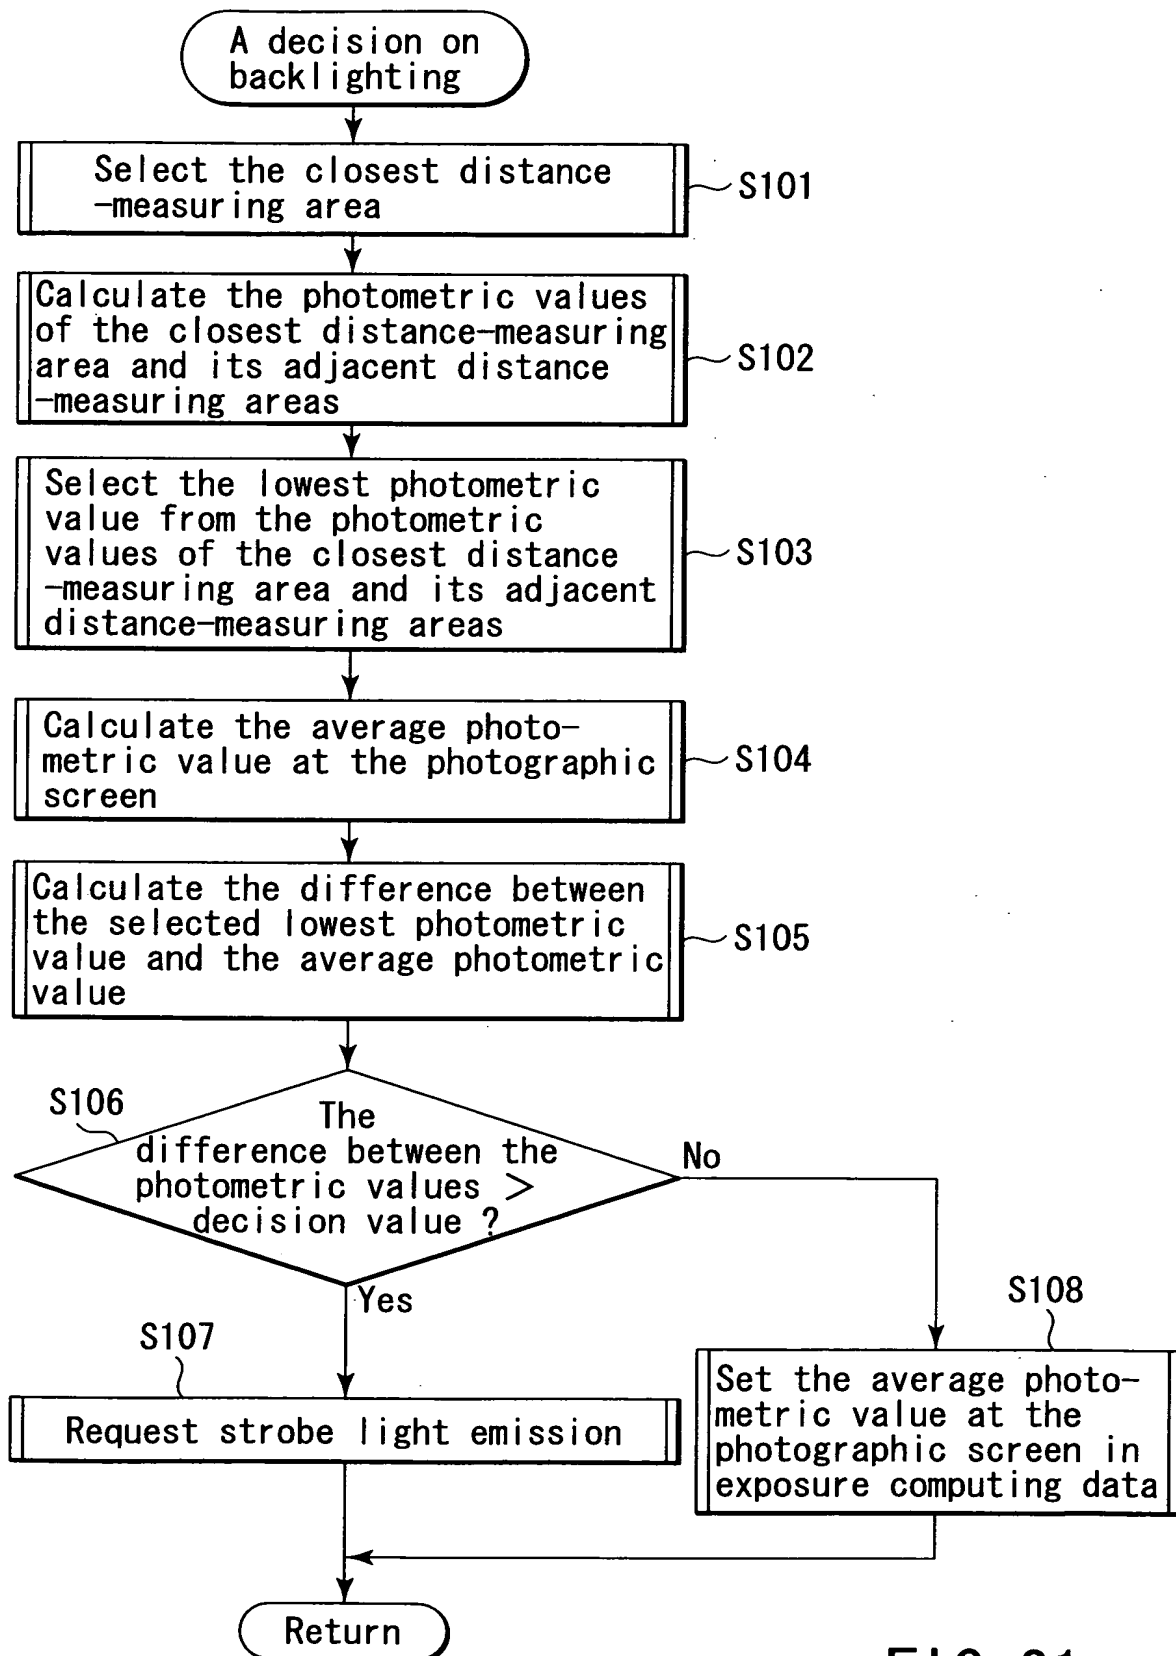 A decision on
backlighting
Select the closest distance
-measuring area
S101
Calculate the photometric values
of the closest distance-measuring
area and its adjacent distance
-measuring areas
S102
Select the lowest photometric
value from the photometric
values of the closest distance
-measuring area and its adjacent
distance-measuring areas
S103
Calculate the average photo-
metric value at the photographic
screen
S104
Calculate the difference between
the selected lowest photometric
value and the average photometric
value
S105
S106
The
difference between the
photometric values >
decision value ?
No
Yes
S107
Request strobe light emission
S108
Set the average photo-
metric value at the
photographic screen in
exposure computing data
Return